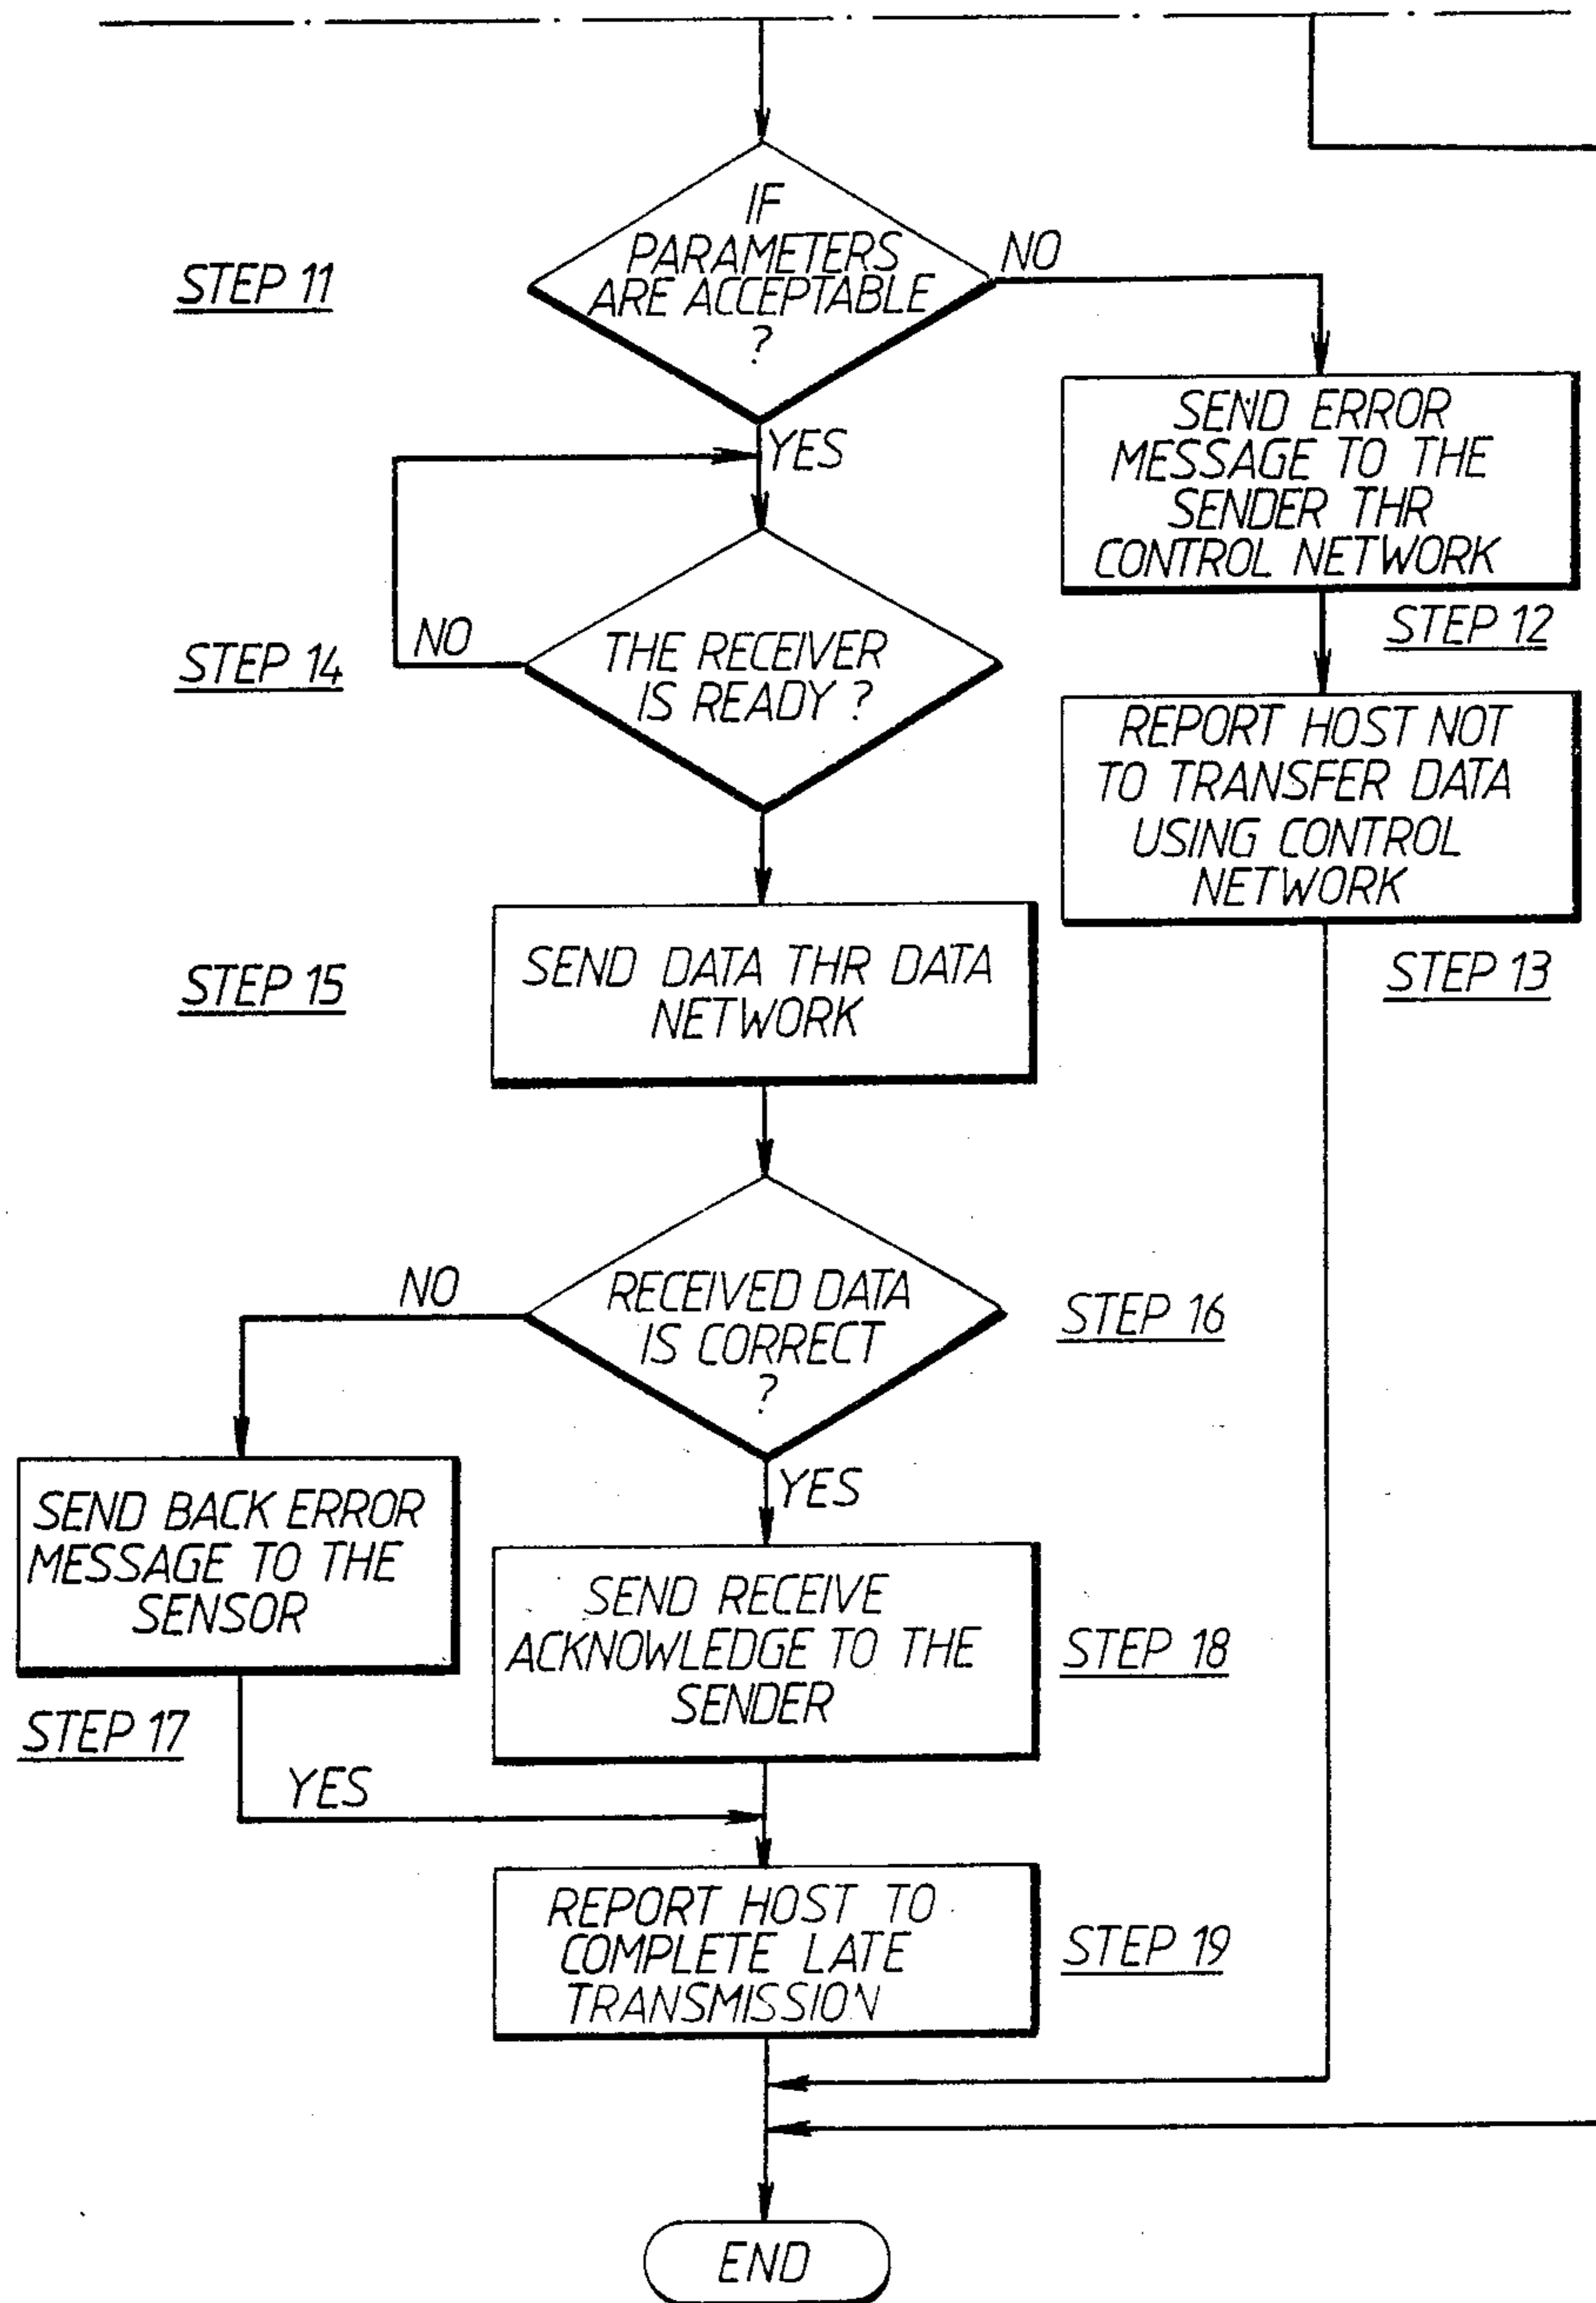 STEP 11
IF
PARAMETERS
ARE ACCEPTABLE
?
NO
YES
SEND ERROR
MESSAGE TO THE
SENDER THR
CONTROL NETWORK
STEP 12
STEP 14
NO
THE RECEIVER
IS READY ?
REPORT HOST NOT
TO TRANSFER DATA
USING CONTROL
NETWORK
STEP 13
STEP 15
SEND DATA THR DATA
NETWORK
NO
RECEIVED DATA
IS CORRECT
?
STEP 16
YES
SEND BACK ERROR
MESSAGE TO THE
SENSOR
STEP 17
YES
SEND RECEIVE
ACKNOWLEDGE TO THE
SENDER
STEP 18
REPORT HOST TO
COMPLETE LATE
TRANSMISSION
STEP 19
END